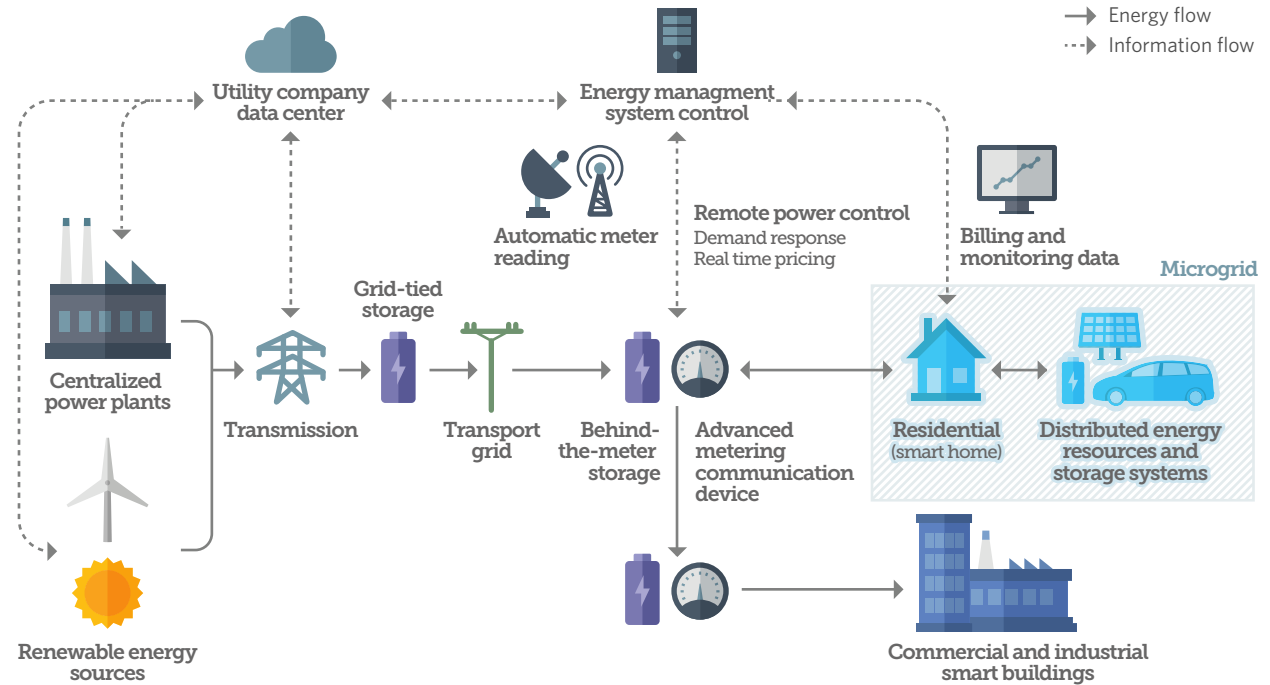 Energy flow
Information flow
Utility company
data center
Energy managment
system control
Automatic meter
reading
Remote power control
Demand response
Real time pricing
Billing and
monitoring data
Microgrid
Grid-tied
storage
Centralized
power plants
Transmission
Transport
grid
Behind-
the-meter
storage
Advanced
metering
communication
device
Residential
(smart home)
Distributed energy
resources and
storage systems
Renewable energy
sources
Commercial and industrial
smart buildings